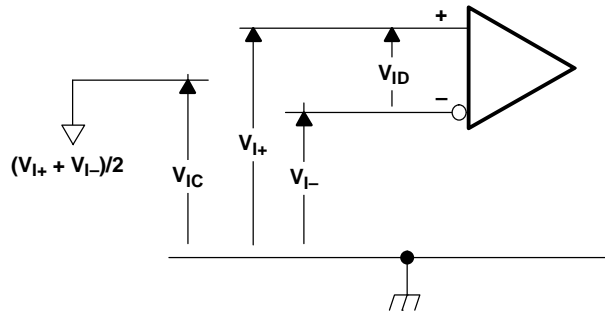 +
V_ID
–
(V_I+ + V_I–)/2
V_IC
V_I+
V_I–